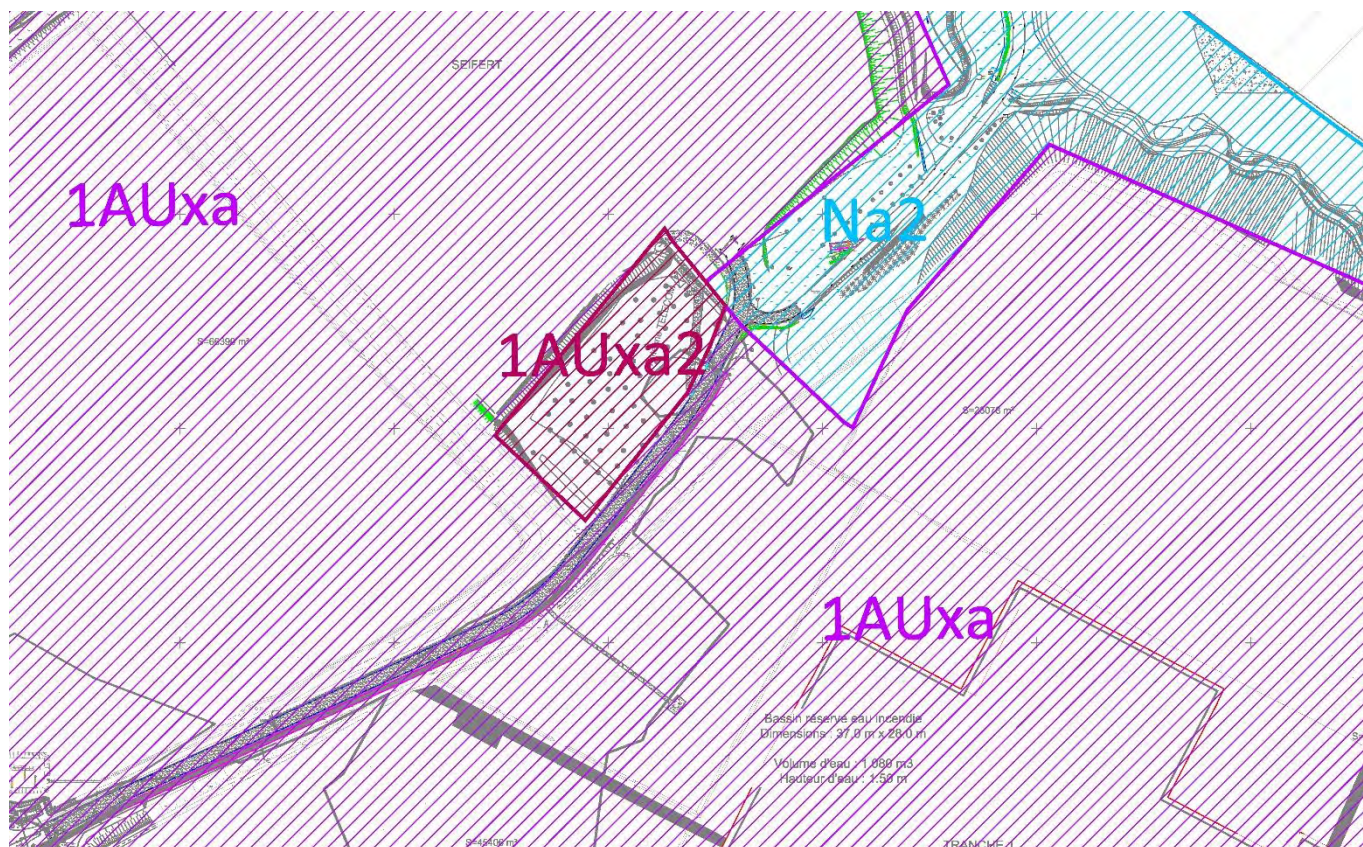 SEIFERT
1AUxa
Na2
1AUxa2
1AUxa
Bassin réserve eau incendie
Dimensions : 37.0 m x 28.0 m
Volume d'eau : 1 080 m3
Hauteur d'eau : 1.50 m
TRANCHE 1